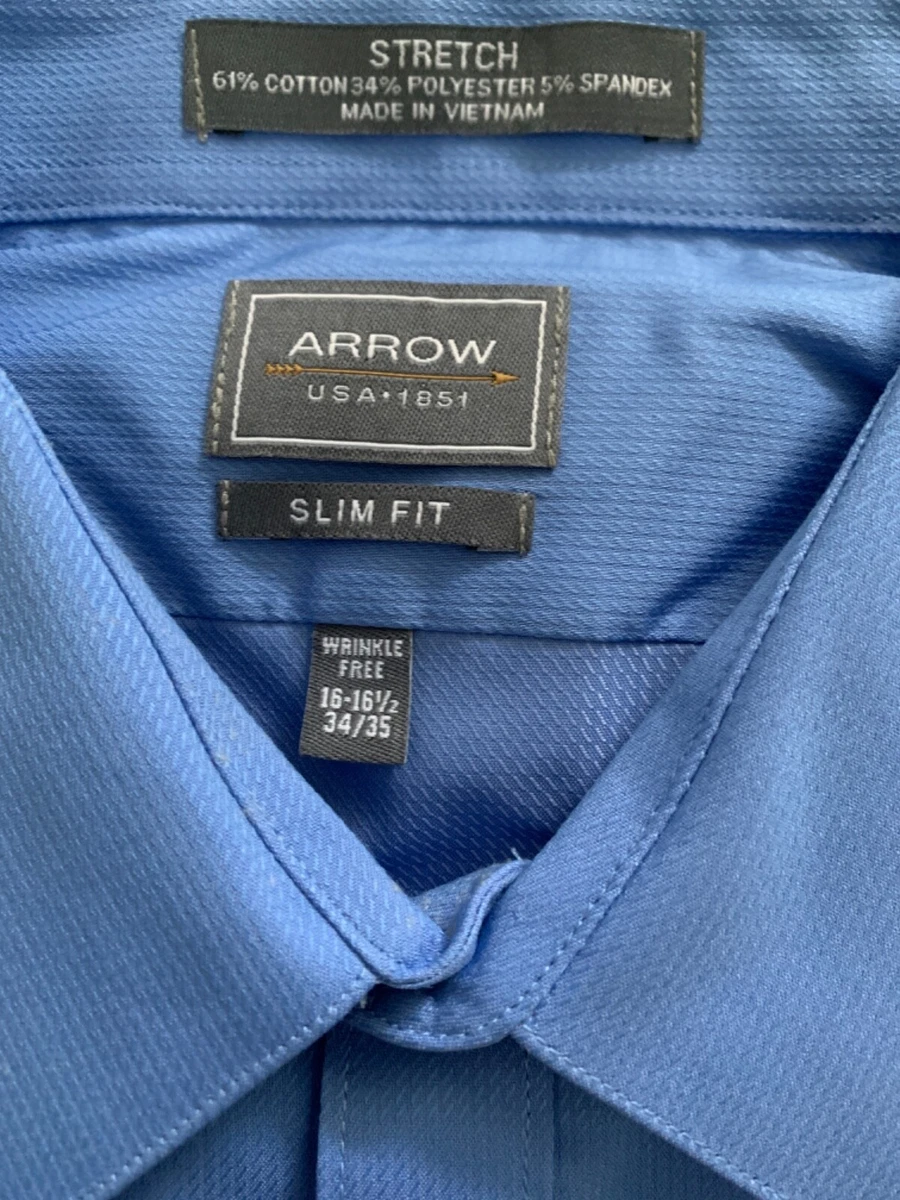 STRETCH
61% COTTON 34% POLYESTER 5% SPANDEX
MADE IN VIETNAM
ARROW
USA•1851
SLIM FIT
WRINKLE
FREE
16-16½
34/35